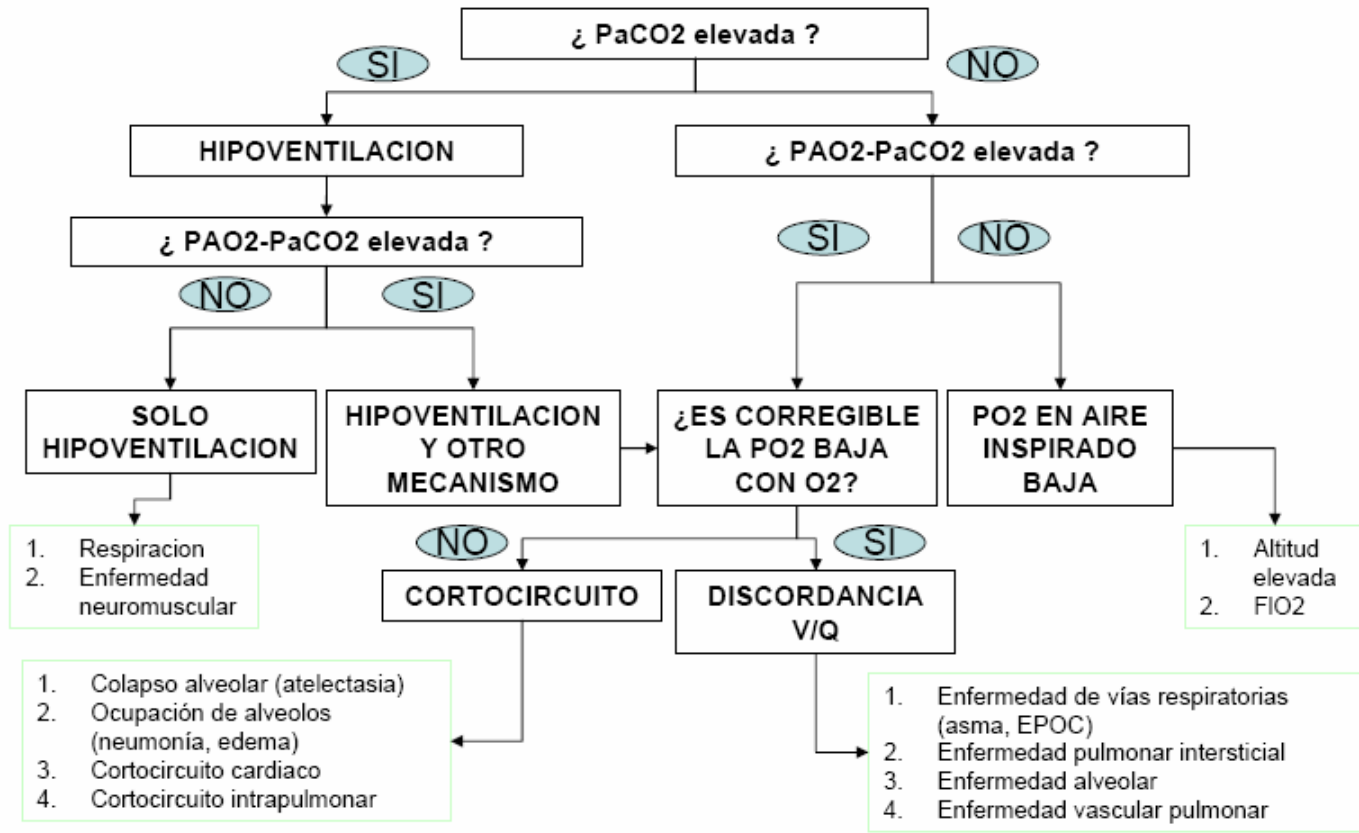 ¿ PaCO2 elevada ?
SI
NO
HIPOVENTILACION
¿ PAO2-PaCO2 elevada ?
¿ PAO2-PaCO2 elevada ?
SI
NO
NO
SI
SOLO
HIPOVENTILACION
HIPOVENTILACION
Y OTRO
MECANISMO
¿ES CORREGIBLE
LA PO2 BAJA
CON O2?
PO2 EN AIRE
INSPIRADO
BAJA
1. Respiracion
2. Enfermedad
neuromuscular
NO
SI
1. Altitud
elevada
2. FIO2
CORTOCIRCUITO
DISCORDANCIA
V/Q
1. Colapso alveolar (atelectasia)
2. Ocupación de alveolos
(neumonía, edema)
3. Cortocircuito cardiaco
4. Cortocircuito intrapulmonar
1. Enfermedad de vías respiratorias
(asma, EPOC)
2. Enfermedad pulmonar intersticial
3. Enfermedad alveolar
4. Enfermedad vascular pulmonar